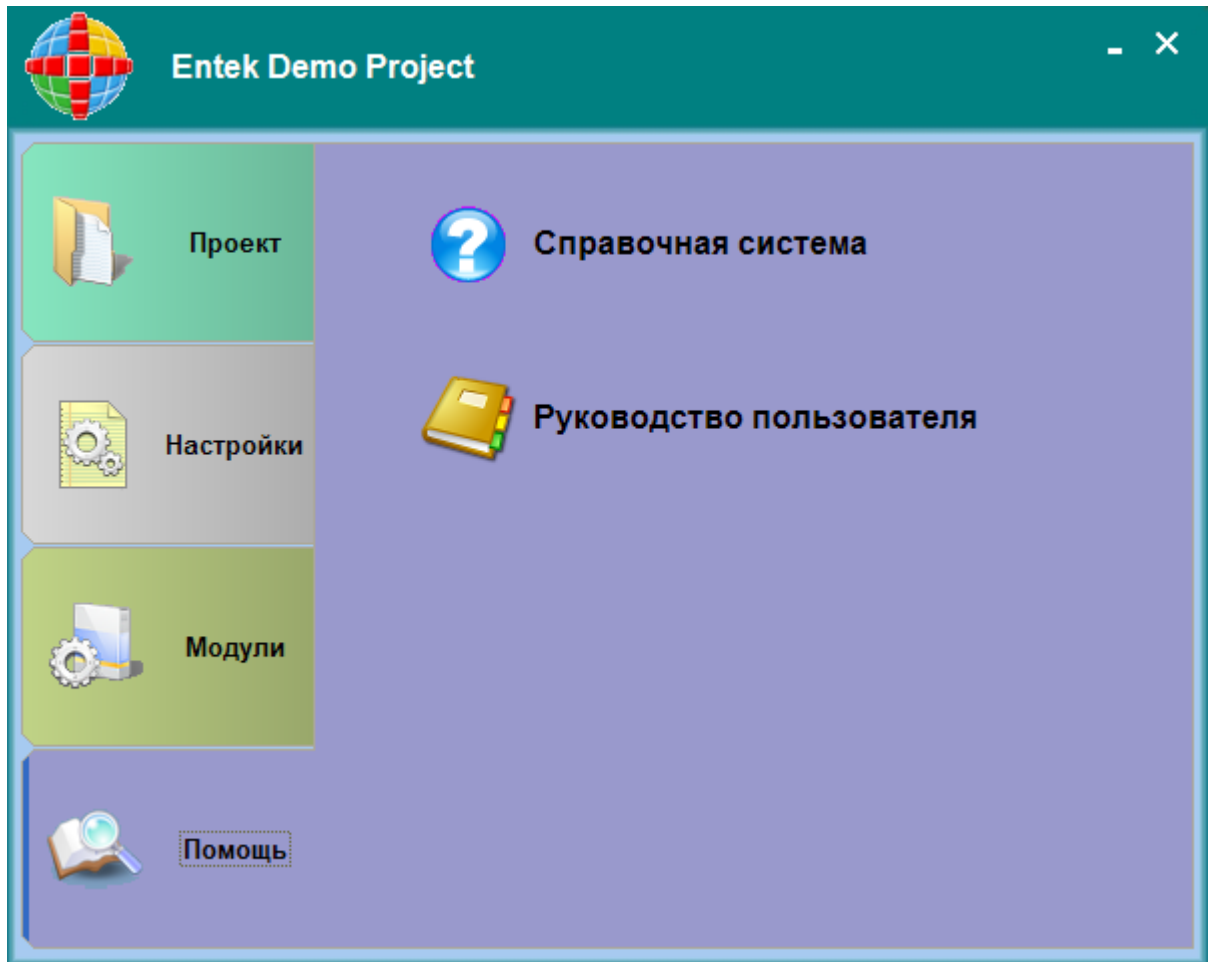 Entek Demo Project
Проект
Справочная система
Руководство пользователя
Настройки
Модули
Помощь